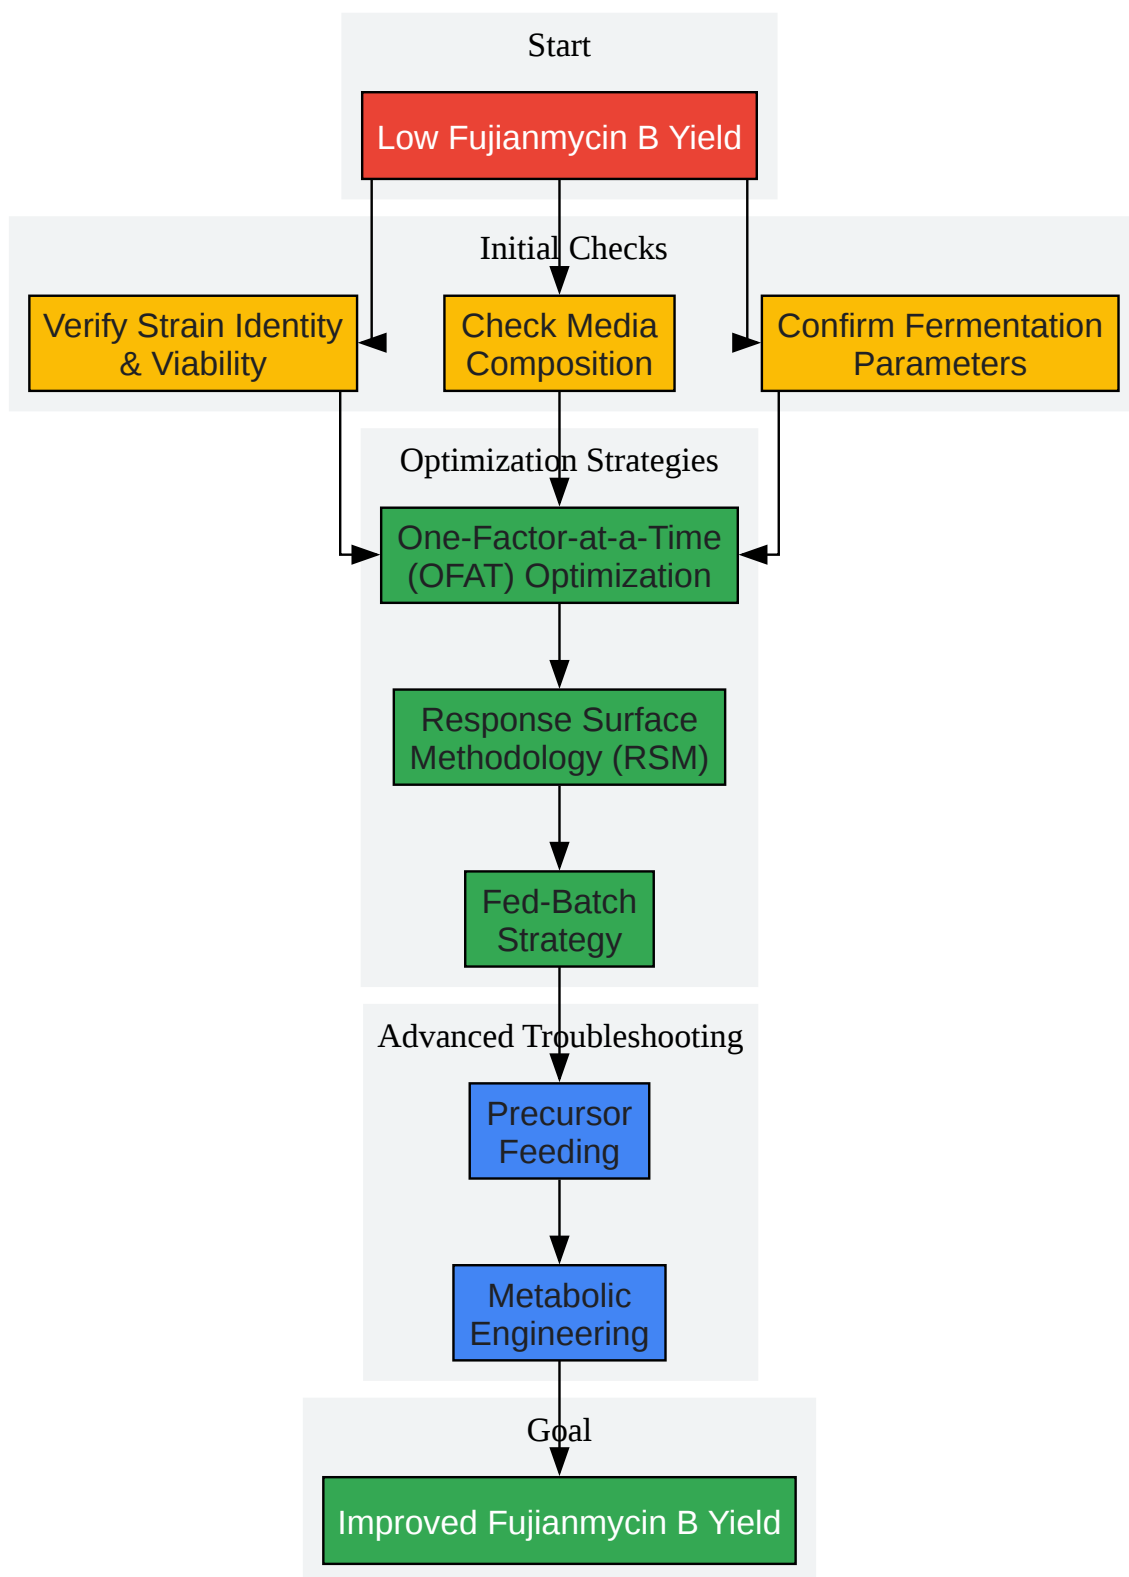 Start
Low Fujianmycin B Yield
Initial Checks
Verify Strain Identity
& Viability
Check Media
Composition
Confirm Fermentation
Parameters
Optimization Strategies
One-Factor-at-a-Time
(OFAT) Optimization
Response Surface
Methodology (RSM)
Fed-Batch
Strategy
Advanced Troubleshooting
Precursor
Feeding
Metabolic
Engineering
Goal
Improved Fujianmycin B Yield